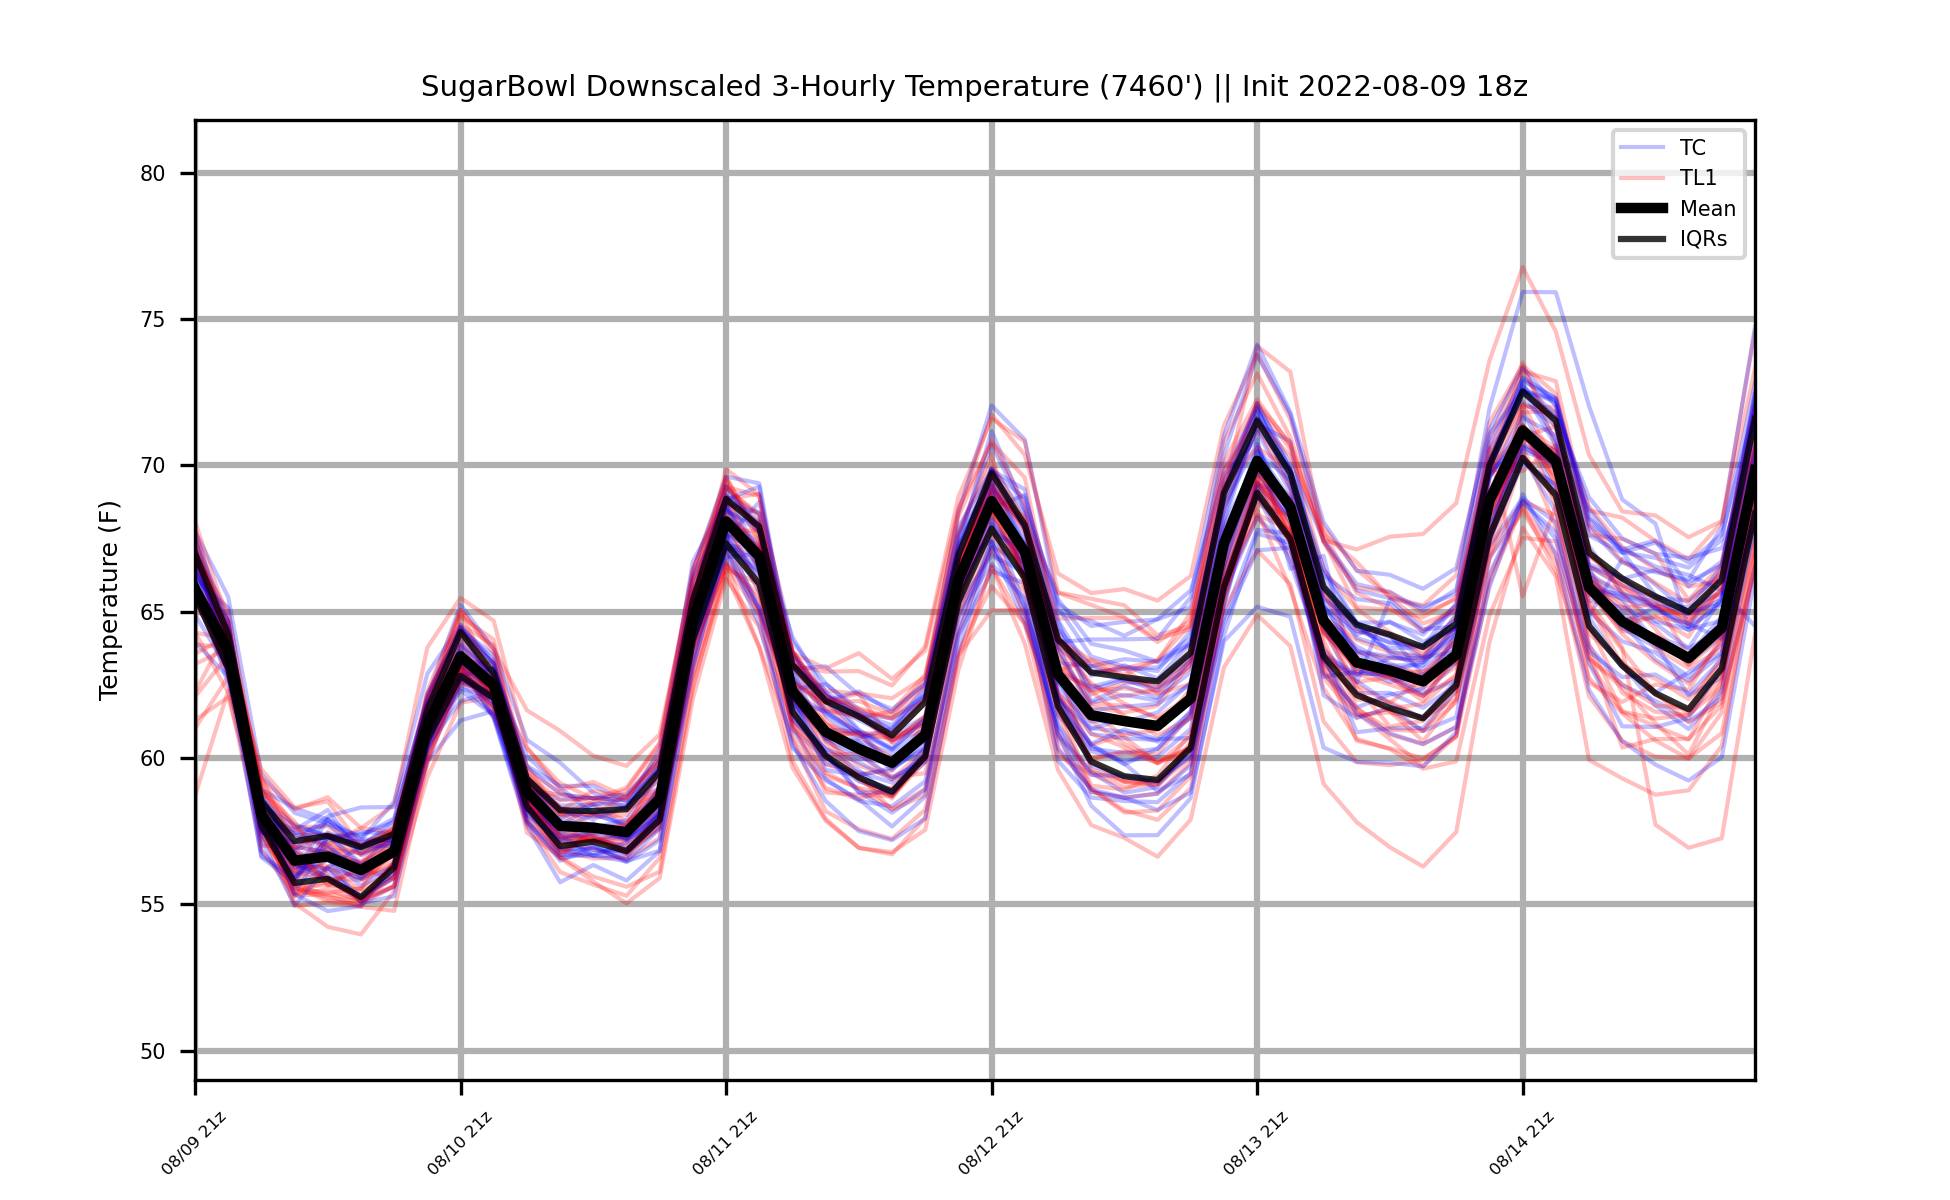 SugarBowl Downscaled 3-Hourly Temperature (7460') || Init 2022-08-09 18z
TC
TL1
Mean
IQRs
Temperature (F)
80
75
70
65
60
55
50
08/09 21z
08/10 21z
08/11 21z
08/12 21z
08/13 21z
08/14 21z